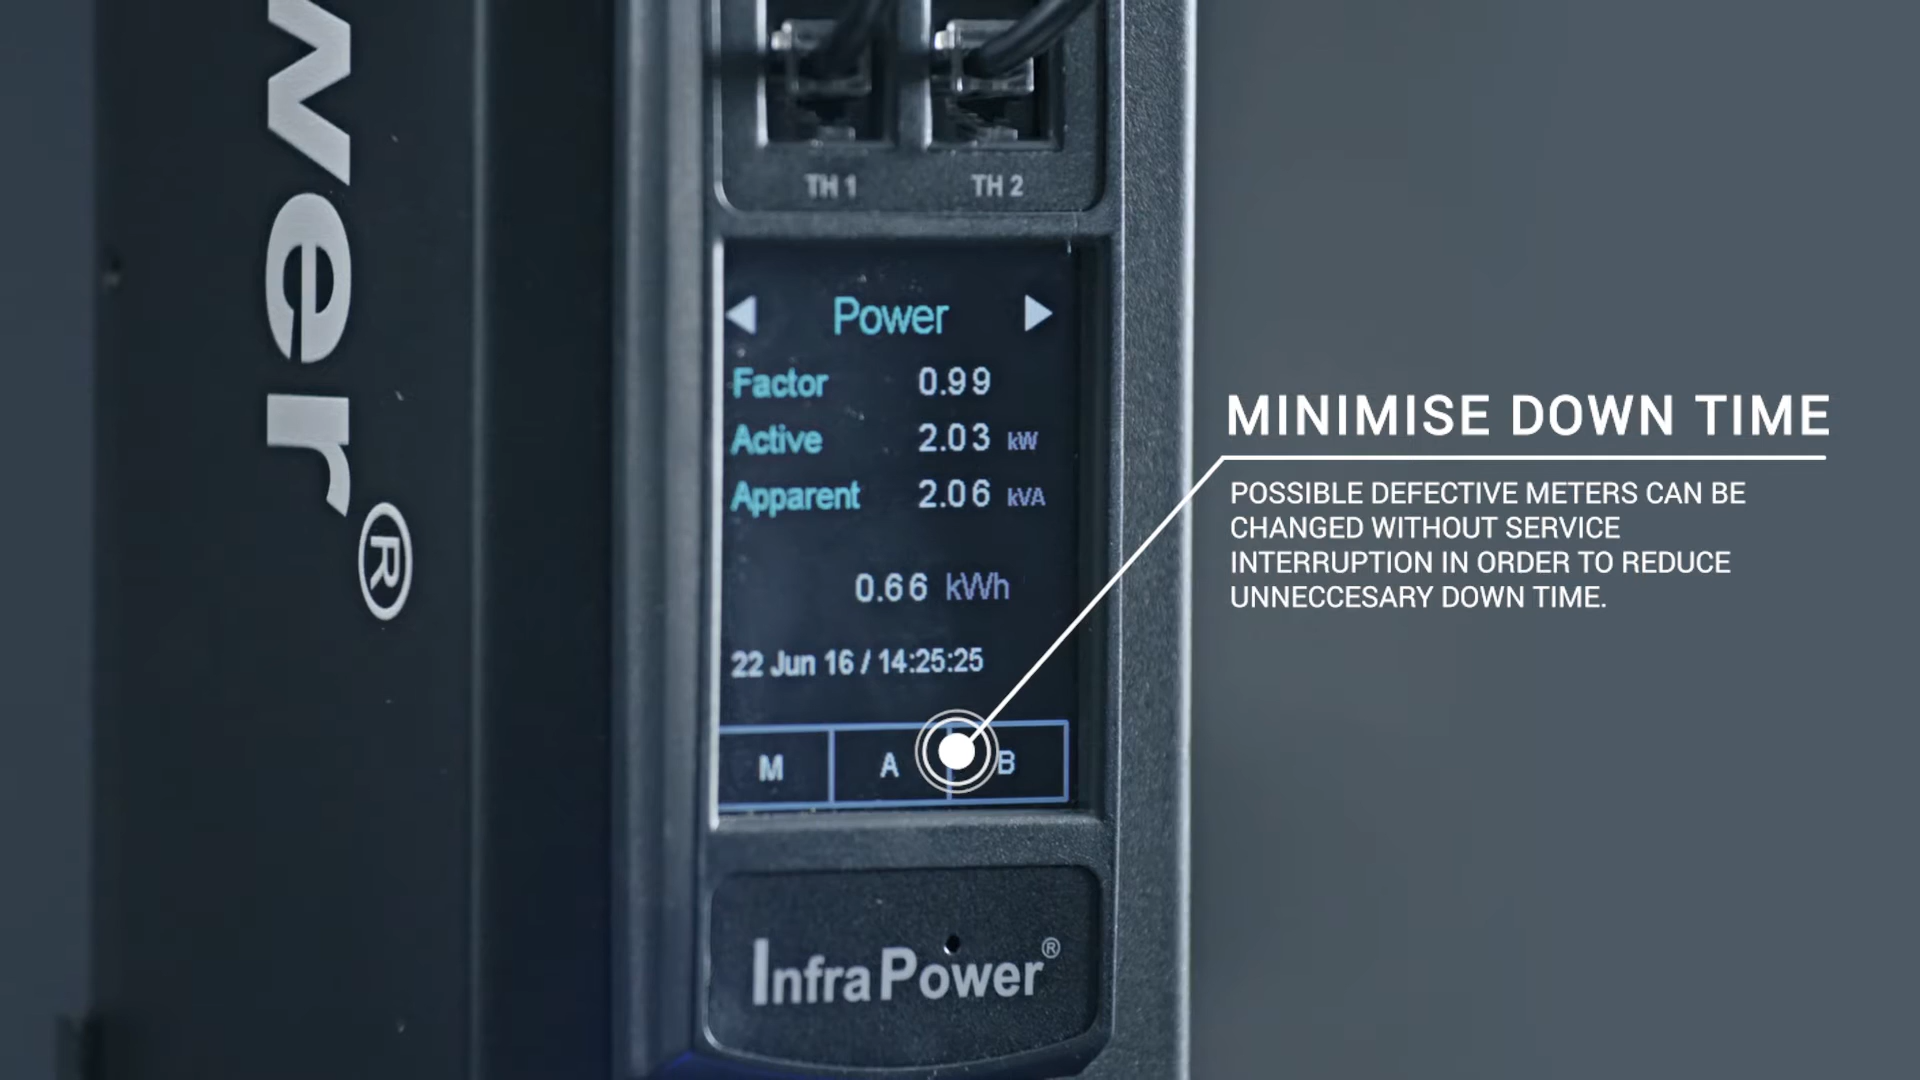 wer®
TH 1 TH 2
Power
Factor 0.99
Active 2.03 kW
Apparent 2.06 kVA
0.66 kWh
22 Jun 16 / 14:25:25
M A B
InfraPower®
MINIMISE DOWN TIME
POSSIBLE DEFECTIVE METERS CAN BE
CHANGED WITHOUT SERVICE
INTERRUPTION IN ORDER TO REDUCE
UNNECCESARY DOWN TIME.